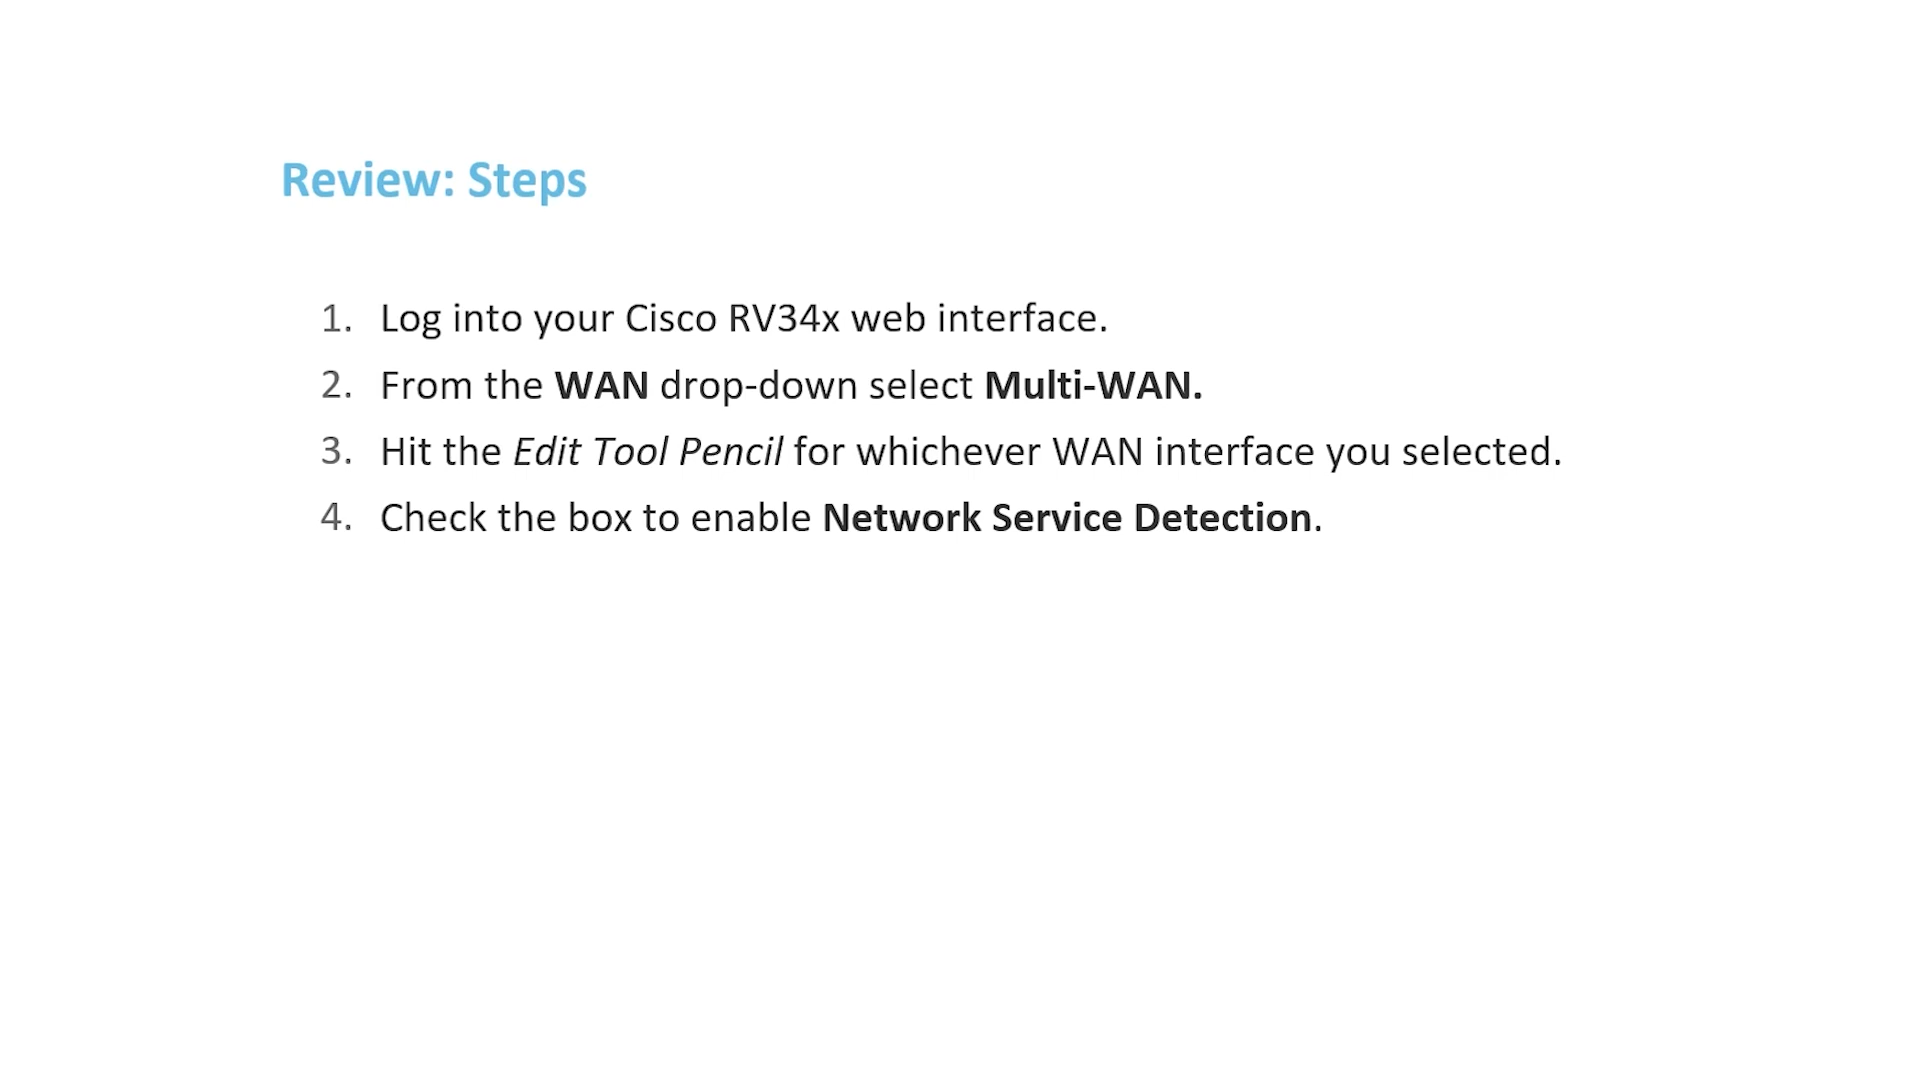 Review: Steps
1. Log into your Cisco RV34x web interface.
2. From the WAN drop-down select Multi-WAN.
3. Hit the Edit Tool Pencil for whichever WAN interface you selected.
4. Check the box to enable Network Service Detection.